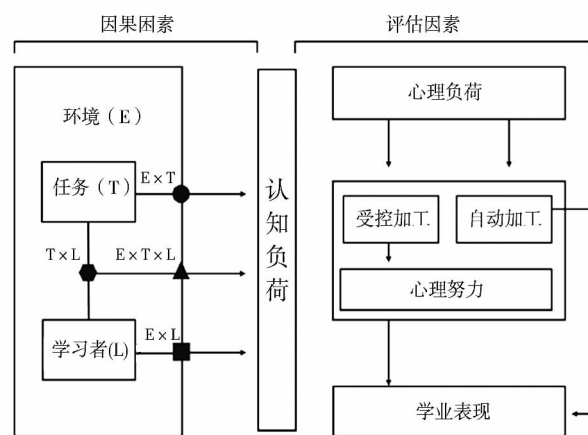 因果困素
评估因素
环境（E）
任务（T）
E×T
T×L
E×T×L
学习者(L)
E×L
认知负荷
心理负荷
受控加工
自动加工
心理努力
学业表现